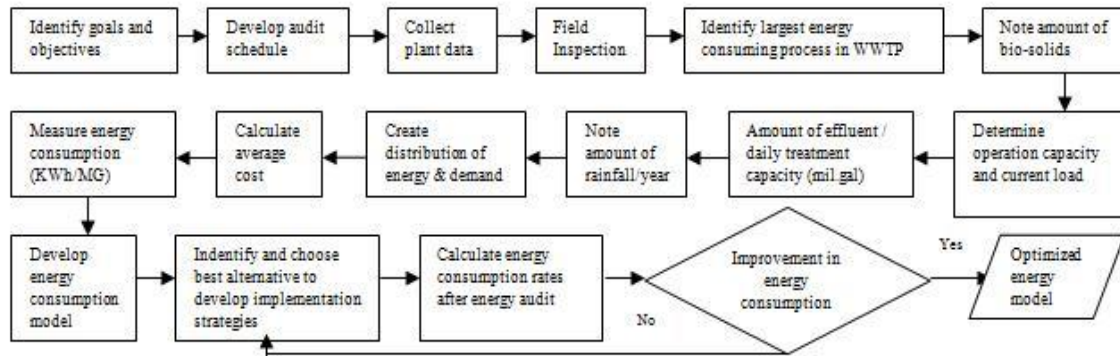 Identify goals and
objectives
Develop audit
schedule
Collect
plant data
Field
Inspection
Identify largest energy
consuming process in WWTP
Note amount of
bio-solids
Determine
operation capacity
and current load
Amount of effluent /
daily treatment
capacity (mil.gal)
Note
amount of
rainfall/year
Create
distribution of
energy & demand
Calculate
average
cost
Measure energy
consumption
(KWh/MG)
Develop
energy
consumption
model
Indentify and choose
best alternative to
develop implementation
strategies
Calculate energy
consumption rates
after energy audit
Improvement in
energy
consumption
Yes
No
Optimized
energy
model